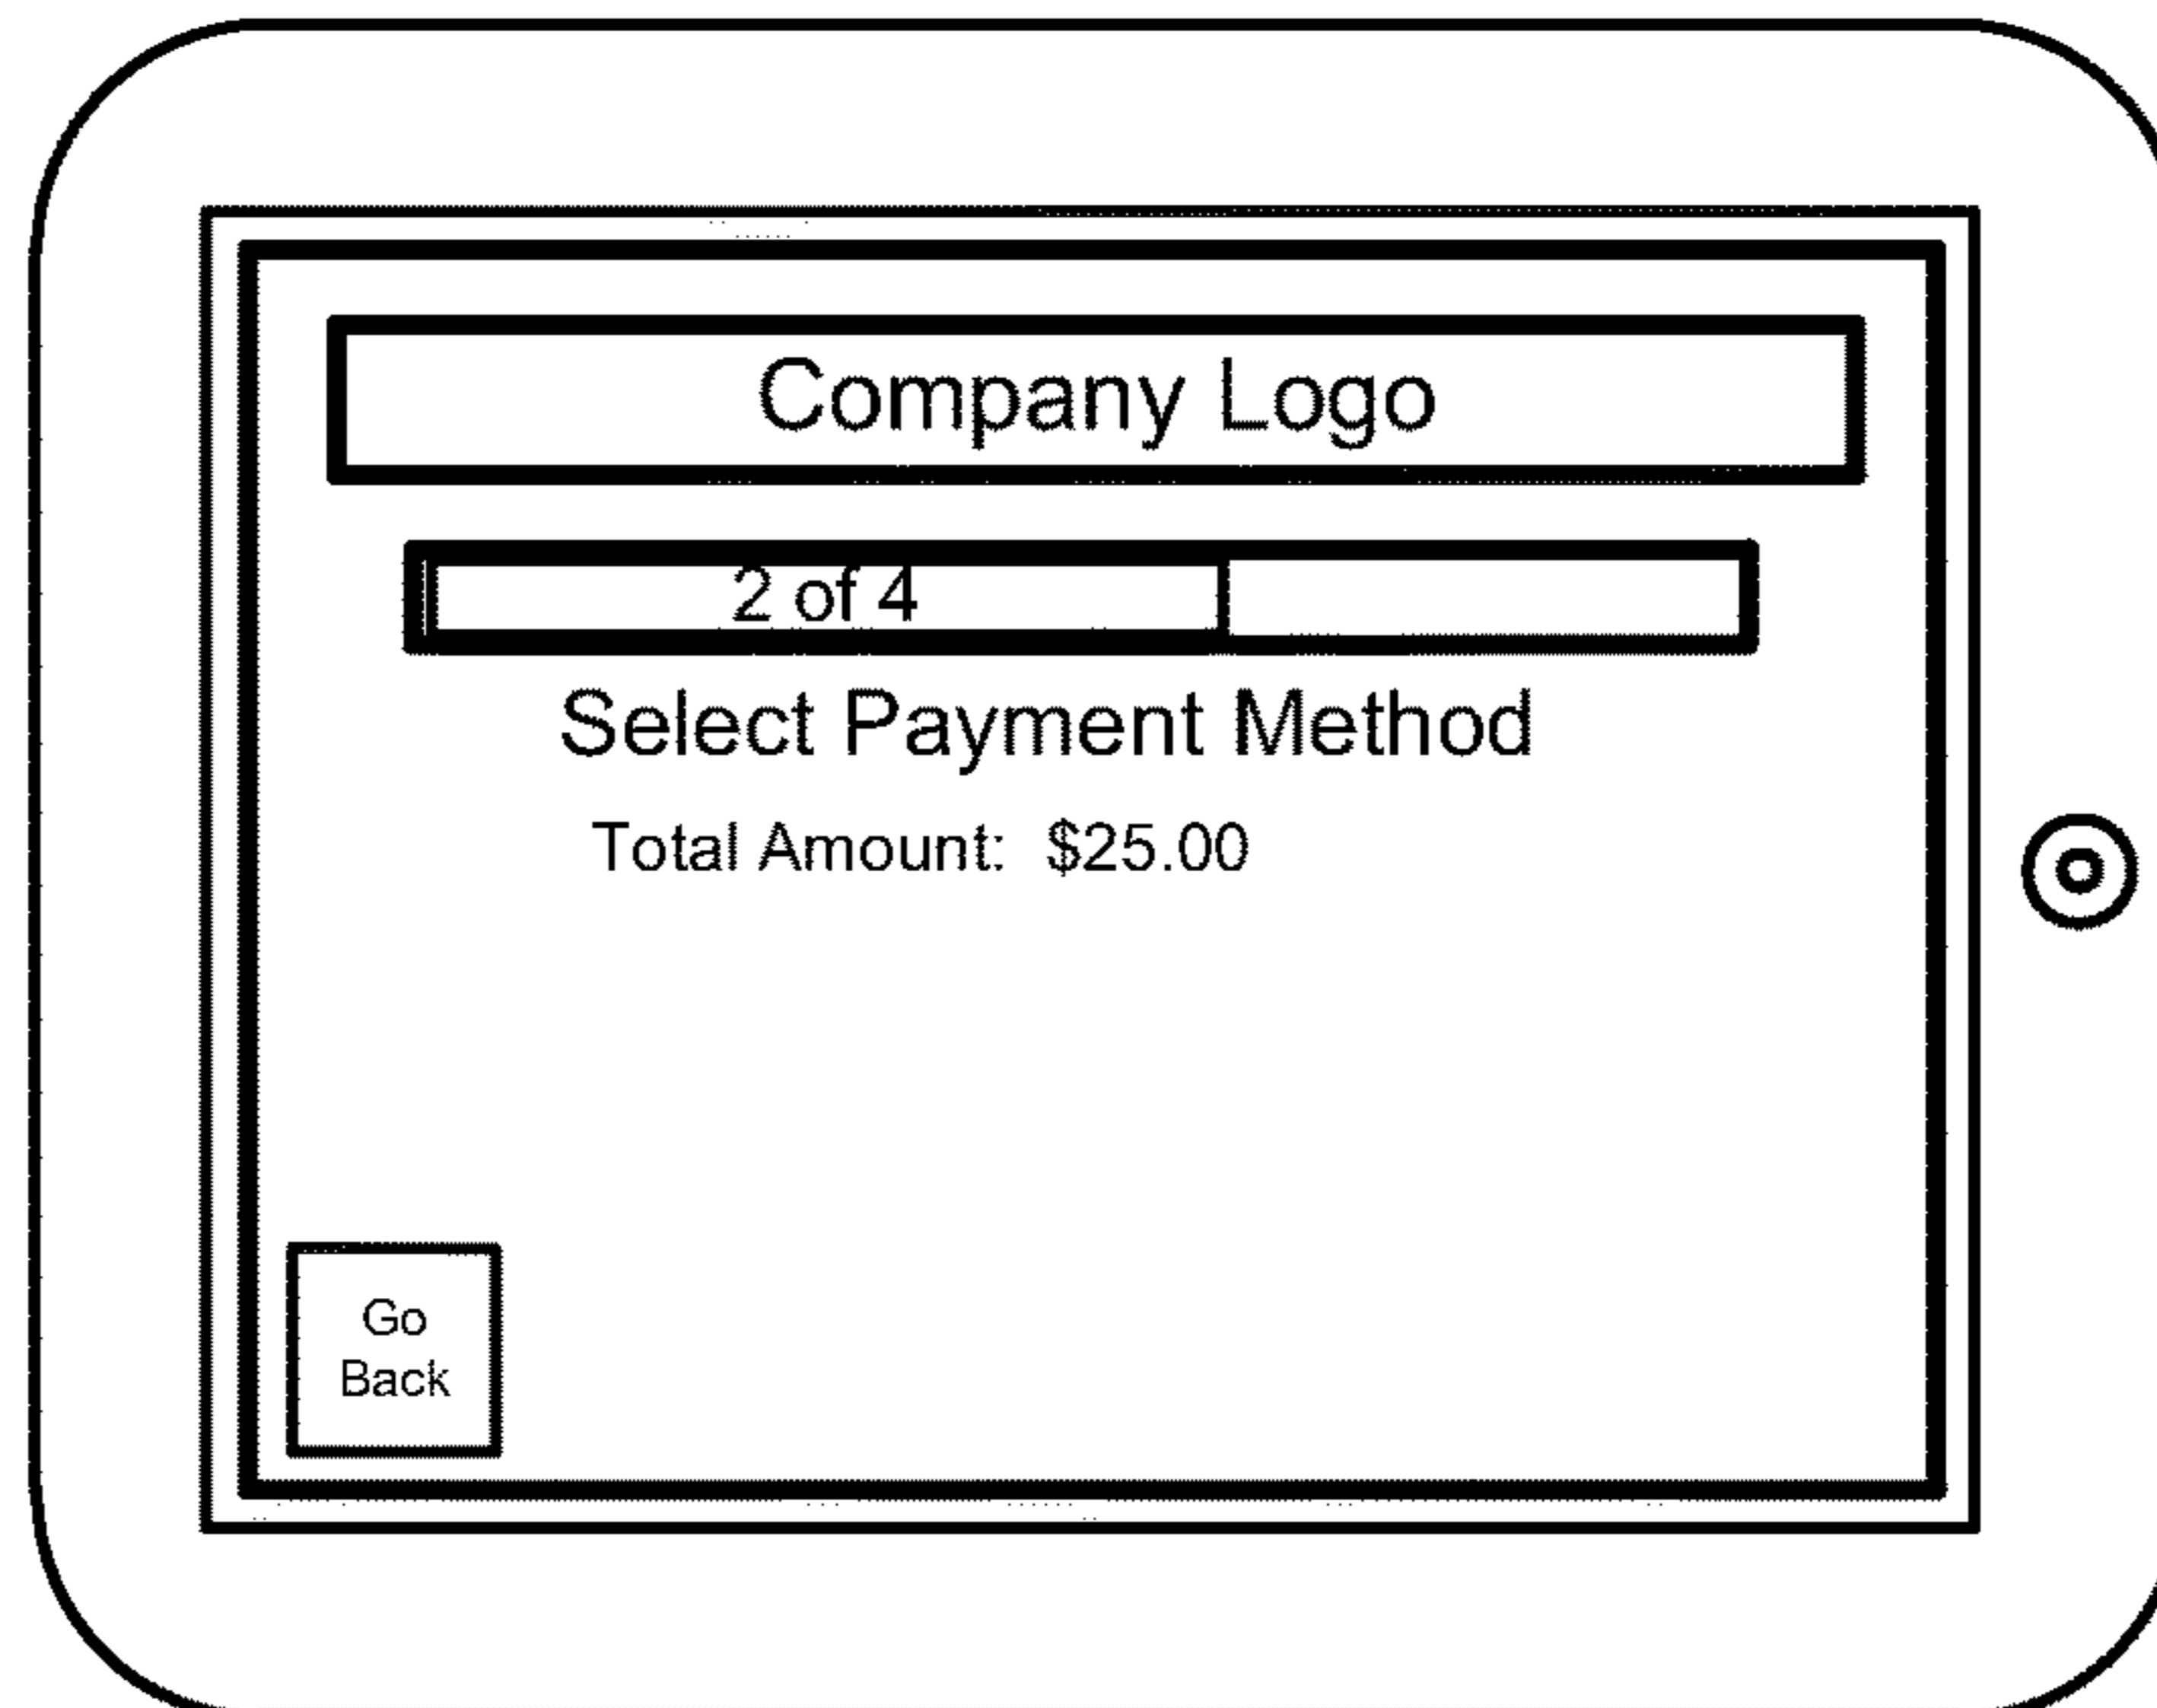 Company Logo
2 of 4
Select Payment Method
Total Amount: $25.00
Go
Back